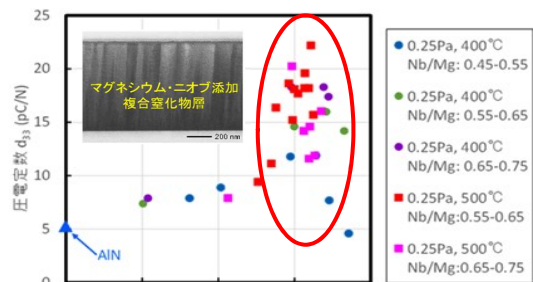 25
20
15
10
5
0
圧電定数 d₃₃ (pC/N)
マグネシウム・ニオブ添加
複合窒化物層
200 nm
AlN
0.25Pa, 400℃
Nb/Mg: 0.45-0.55
0.25Pa, 400℃
Nb/Mg: 0.55-0.65
0.25Pa, 400℃
Nb/Mg: 0.65-0.75
0.25Pa, 500℃
Nb/Mg:0.55-0.65
0.25Pa, 500℃
Nb/Mg:0.65-0.75